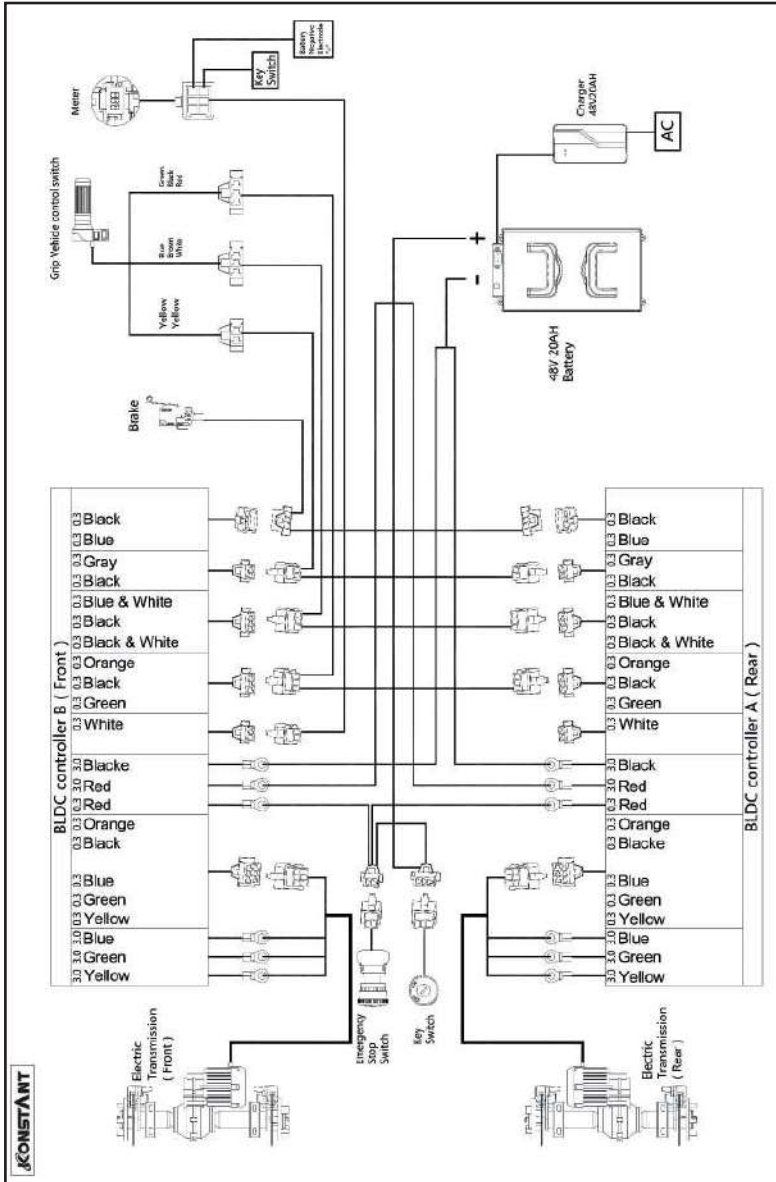 Meter
Battery
Negative
Electrode
"-"
Key
Switch
Grip Vehicle control switch
Green
Black
Red
Blue
Brown
White
Yellow
Yellow
Brake
Charger
48V20AH
AC
+
-
48V 20AH
Battery
BLDC controller B ( Front )
0.3 Black
0.3 Blue
0.3 Gray
0.3 Black
0.3 Blue & White
0.3 Black
0.3 Black & White
0.3 Orange
0.3 Black
0.3 Green
0.3 White
3.0 Blacke
3.0 Red
0.3 Red
0.3 Orange
0.3 Black
0.3 Blue
0.3 Green
0.3 Yellow
3.0 Blue
3.0 Green
3.0 Yellow
BLDC controller A ( Rear )
0.3 Black
0.3 Blue
0.3 Gray
0.3 Black
0.3 Blue & White
0.3 Black
0.3 Black & White
0.3 Orange
0.3 Black
0.3 Green
0.3 White
3.0 Black
3.0 Red
0.3 Red
0.3 Orange
0.3 Blacke
0.3 Blue
0.3 Green
0.3 Yellow
3.0 Blue
3.0 Green
3.0 Yellow
Emergency
Stop
Switch
Key
Switch
Electric
Transmission
( Front )
Electric
Transmission
( Rear )
KONSTANT